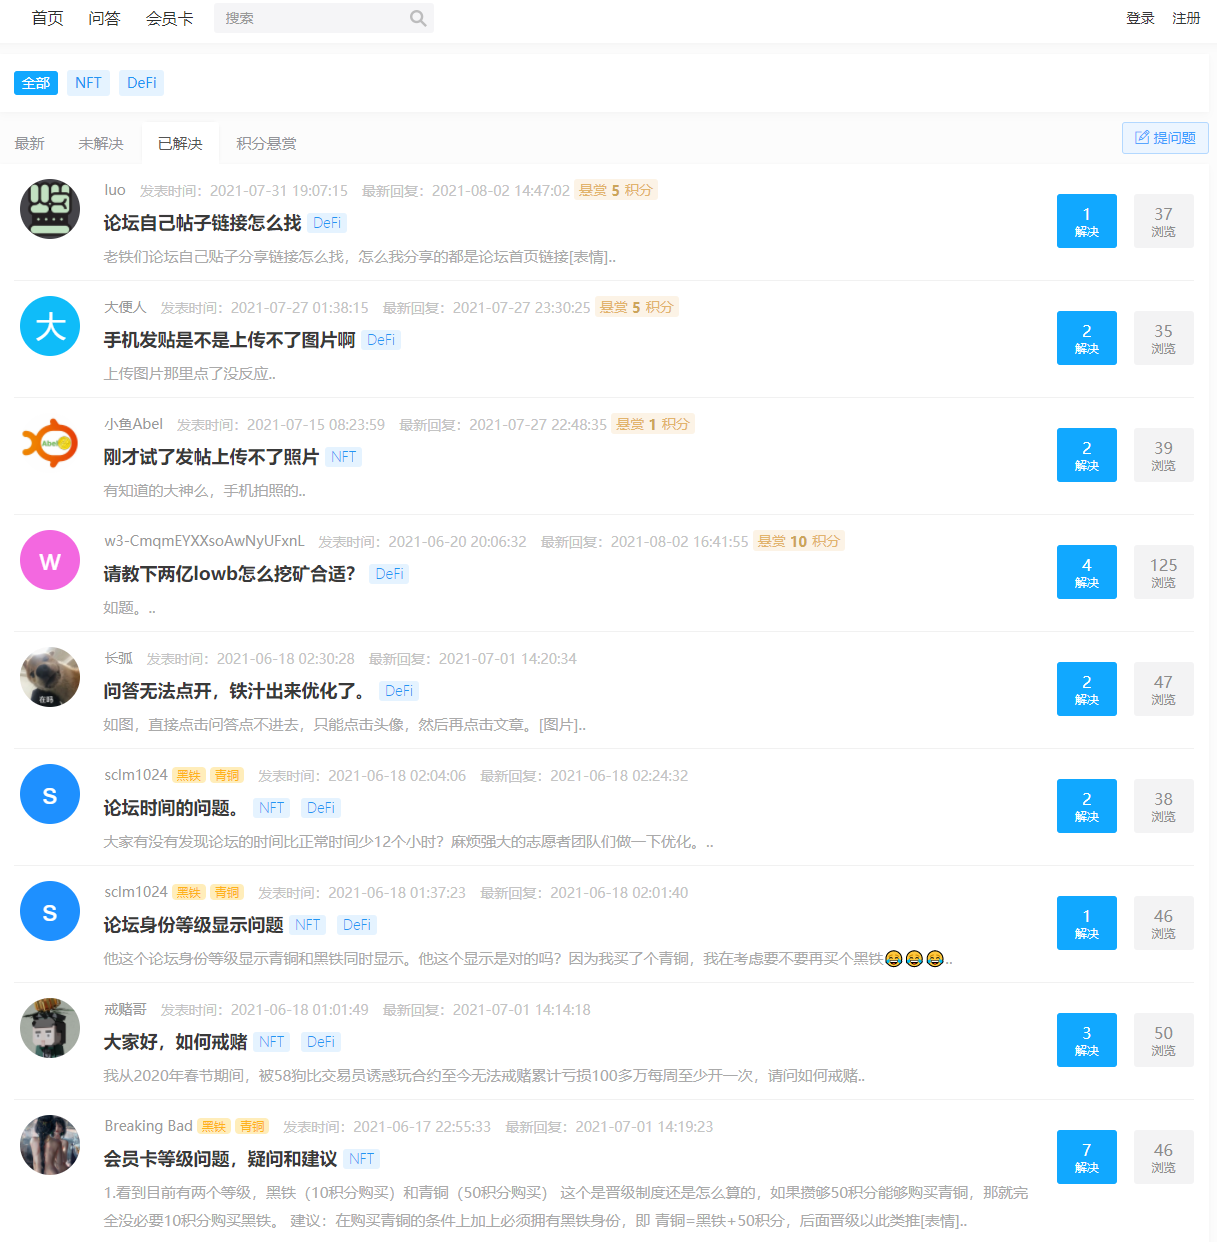 首页 问答 会员卡 搜索 登录 注册
全部 NFT DeFi
最新 未解决 已解决 积分悬赏 提问题
luo 发表时间：2021-07-31 19:07:15 最新回复：2021-08-02 14:47:02 悬赏 5 积分
论坛自己帖子链接怎么找 DeFi
老铁们论坛自己贴子分享链接怎么找，怎么我分享的都是论坛首页链接[表情]..
1 解决 37 浏览
大便人 发表时间：2021-07-27 01:38:15 最新回复：2021-07-27 23:30:25 悬赏 5 积分
大
手机发贴是不是上传不了图片啊 DeFi
上传图片那里点了没反应..
2 解决 35 浏览
小鱼Abel 发表时间：2021-07-15 08:23:59 最新回复：2021-07-27 22:48:35 悬赏 1 积分
Abel
刚才试了发帖上传不了照片 NFT
有知道的大神么，手机拍照的..
2 解决 39 浏览
w3-CmqmEYXXsoAwNyUFxnL 发表时间：2021-06-20 20:06:32 最新回复：2021-08-02 16:41:55 悬赏 10 积分
W
请教下两亿lowb怎么挖矿合适？ DeFi
如题。..
4 解决 125 浏览
长弧 发表时间：2021-06-18 02:30:28 最新回复：2021-07-01 14:20:34
问答无法点开，铁汁出来优化了。 DeFi
在吗
如图，直接点击问答点不进去，只能点击头像，然后再点击文章。[图片]..
2 解决 47 浏览
sclm1024 黑铁 青铜 发表时间：2021-06-18 02:04:06 最新回复：2021-06-18 02:24:32
S
论坛时间的问题。 NFT DeFi
大家有没有发现论坛的时间比正常时间少12个小时？麻烦强大的志愿者团队们做一下优化。..
2 解决 38 浏览
sclm1024 黑铁 青铜 发表时间：2021-06-18 01:37:23 最新回复：2021-06-18 02:01:40
S
论坛身份等级显示问题 NFT DeFi
他这个论坛身份等级显示青铜和黑铁同时显示。他这个显示是对的吗？因为我买了个青铜，我在考虑要不要再买个黑铁😂😂😂..
1 解决 46 浏览
戒赌哥 发表时间：2021-06-18 01:01:49 最新回复：2021-07-01 14:14:18
大家好，如何戒赌 NFT DeFi
我从2020年春节期间，被58狗比交易员诱惑玩合约至今无法戒赌累计亏损100多万每周至少开一次，请问如何戒赌..
3 解决 50 浏览
Breaking Bad 黑铁 青铜 发表时间：2021-06-17 22:55:33 最新回复：2021-07-01 14:19:23
会员卡等级问题，疑问和建议 NFT
1.看到目前有两个等级，黑铁（10积分购买）和青铜（50积分购买） 这个是晋级制度还是怎么算的，如果攒够50积分能够购买青铜，那就完
全没必要10积分购买黑铁。 建议：在购买青铜的条件上加上必须拥有黑铁身份，即 青铜=黑铁+50积分，后面晋级以此类推[表情]..
7 解决 46 浏览